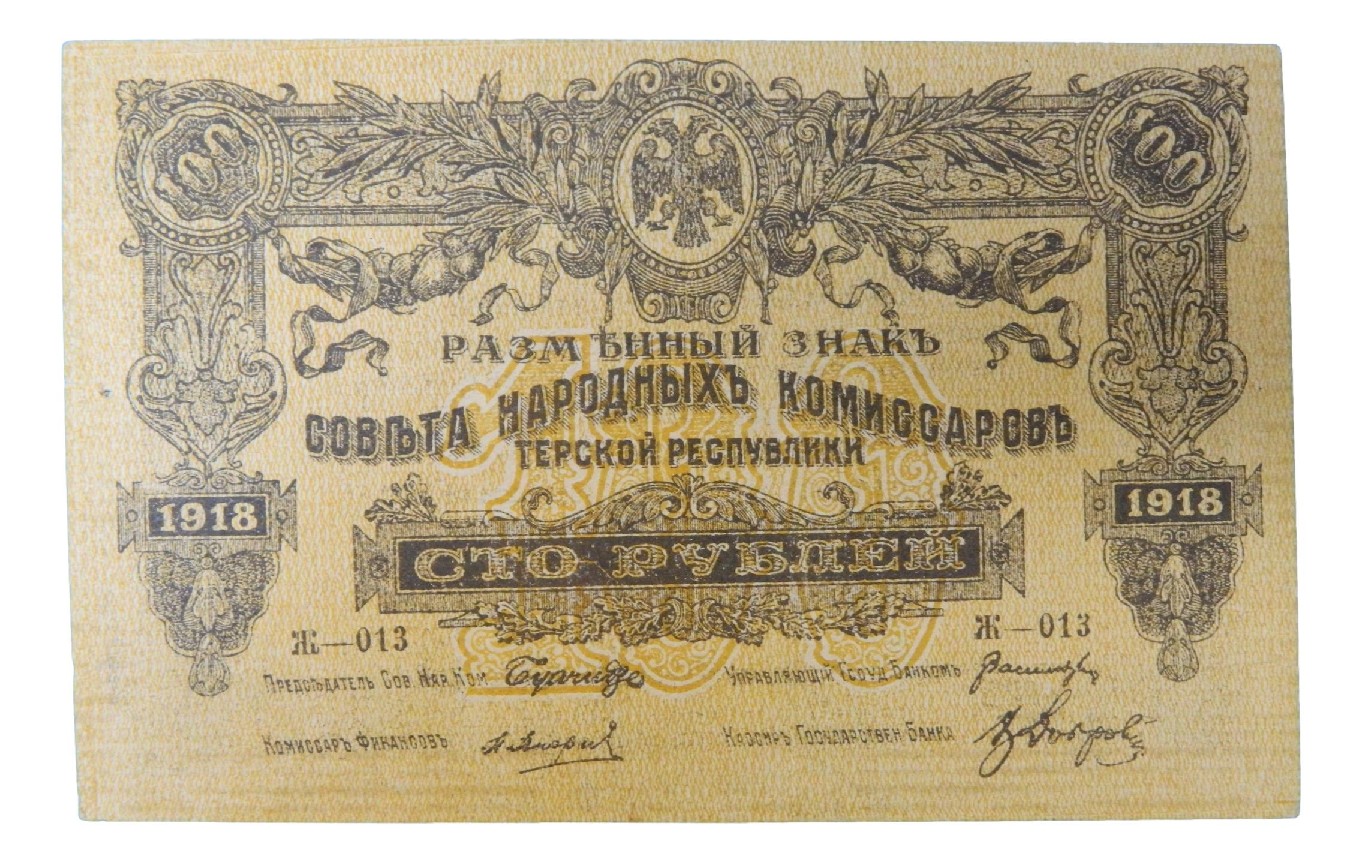 100 100
РАЗМѢННЫЙ ЗНАКЪ
СОВѢТА НАРОДНЫХЪ КОМИССАРОВЪ
ТЕРСКОЙ РЕСПУБЛИКИ
1918 1918
СТО РУБЛЕЙ
Ж—013 Ж—013
ПРЕДСѢДАТЕЛЬ СОВ. НАР. КОМ. Буачидзе УПРАВЛЯЮЩІЙ ГОСУД. БАНКОМЪ
КОМИССАРЪ ФИНАНСОВЪ КАССИРЪ ГОСУДАРСТВЕН. БАНКА